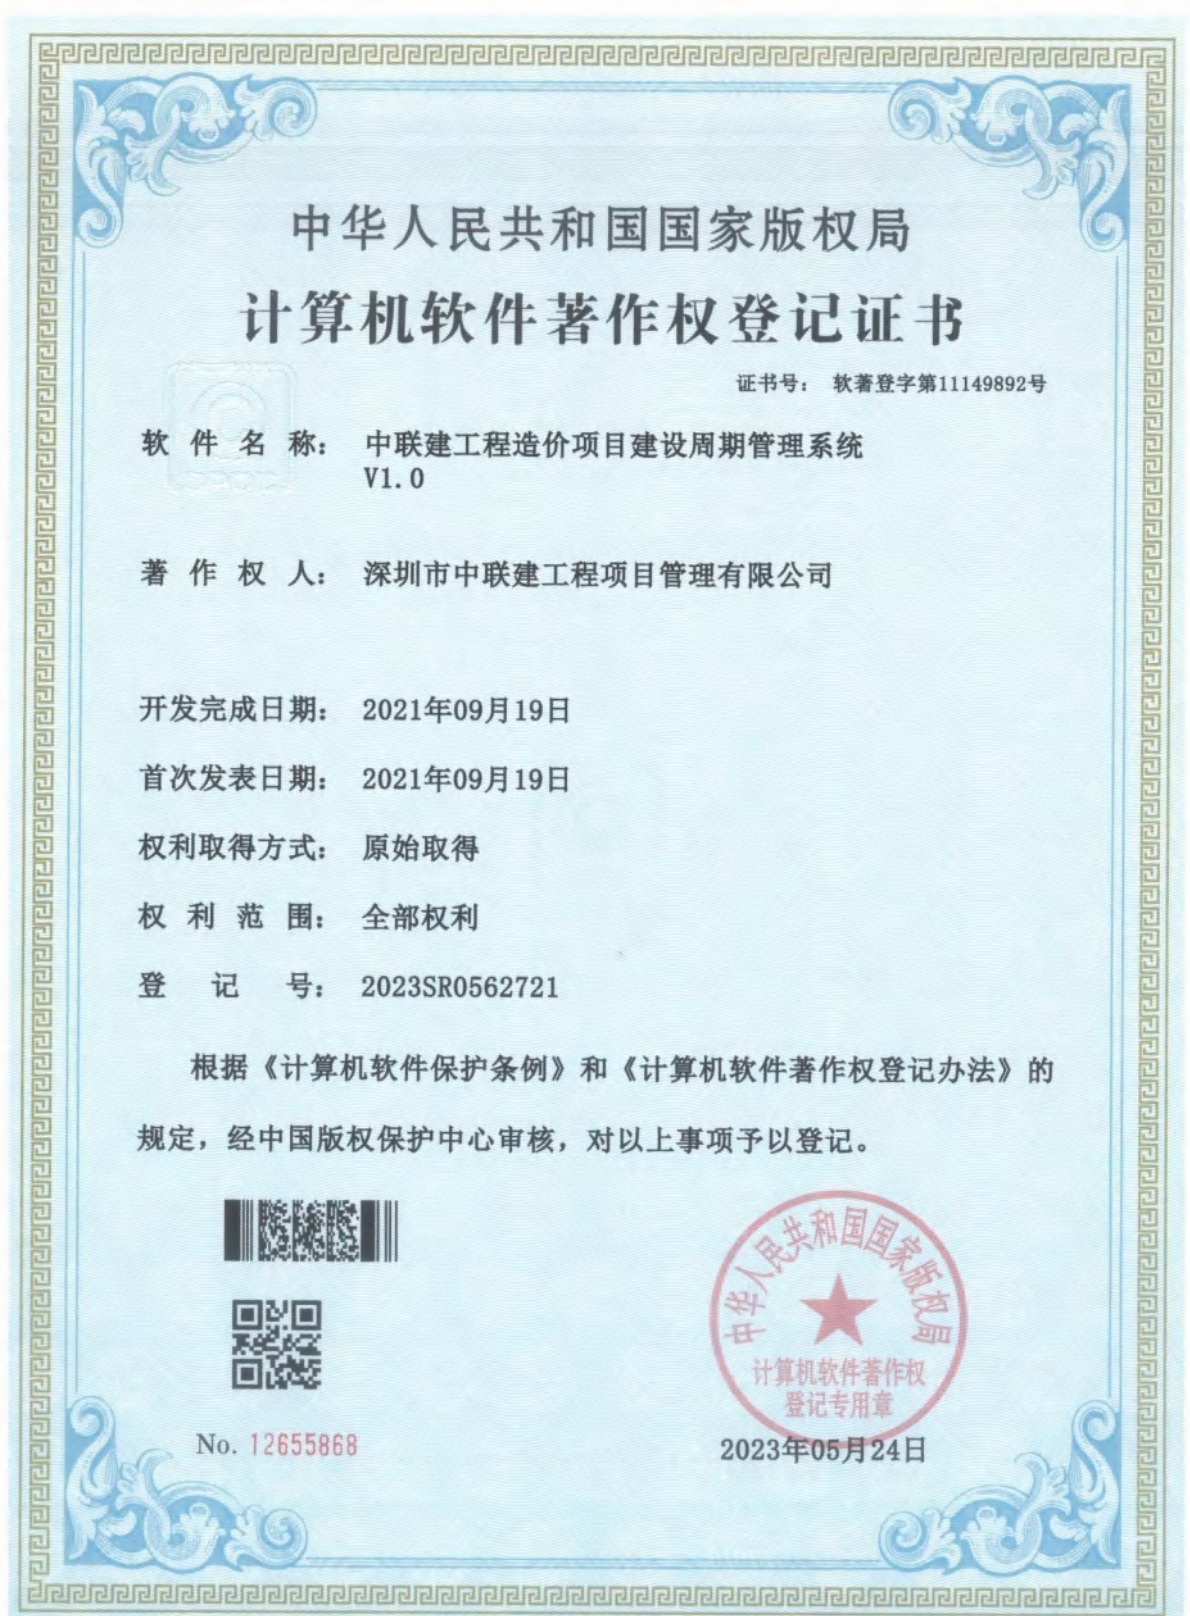 中华人民共和国国家版权局
计算机软件著作权登记证书
证书号： 软著登字第11149892号
软件名称： 中联建工程造价项目建设周期管理系统
V1.0
著作权人： 深圳市中联建工程项目管理有限公司
开发完成日期： 2021年09月19日
首次发表日期： 2021年09月19日
权利取得方式： 原始取得
权利范围： 全部权利
登记号： 2023SR0562721
根据《计算机软件保护条例》和《计算机软件著作权登记办法》的
规定，经中国版权保护中心审核，对以上事项予以登记。
中华人民共和国国家版权局
计算机软件著作权
登记专用章
No. 12655868
2023年05月24日